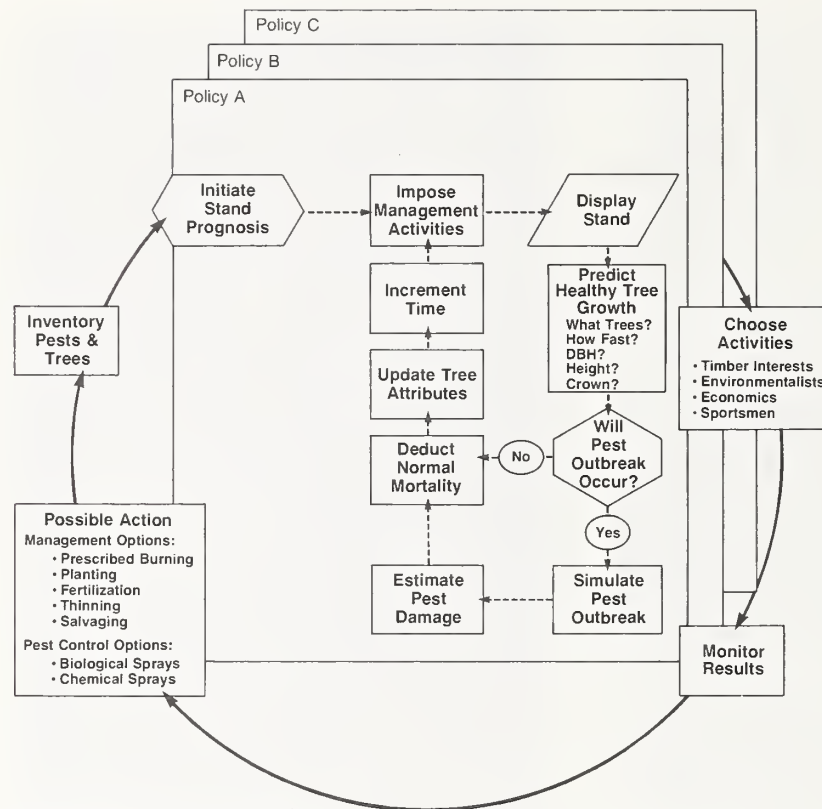 Policy C
Policy B
Policy A
Initiate
Stand
Prognosis
Impose
Management
Activities
Display
Stand
Increment
Time
Predict
Healthy Tree
Growth
What Trees?
How Fast?
DBH?
Height?
Crown?
Inventory
Pests &
Trees
Choose
Activities
• Timber Interests
• Environmentalists
• Economics
• Sportsmen
Update Tree
Attributes
Will
Pest
Outbreak
Occur?
No
Deduct
Normal
Mortality
Yes
Possible Action
Management Options:
• Prescribed Burning
• Planting
• Fertilization
• Thinning
• Salvaging
Pest Control Options:
• Biological Sprays
• Chemical Sprays
Estimate
Pest
Damage
Simulate
Pest
Outbreak
Monitor
Results